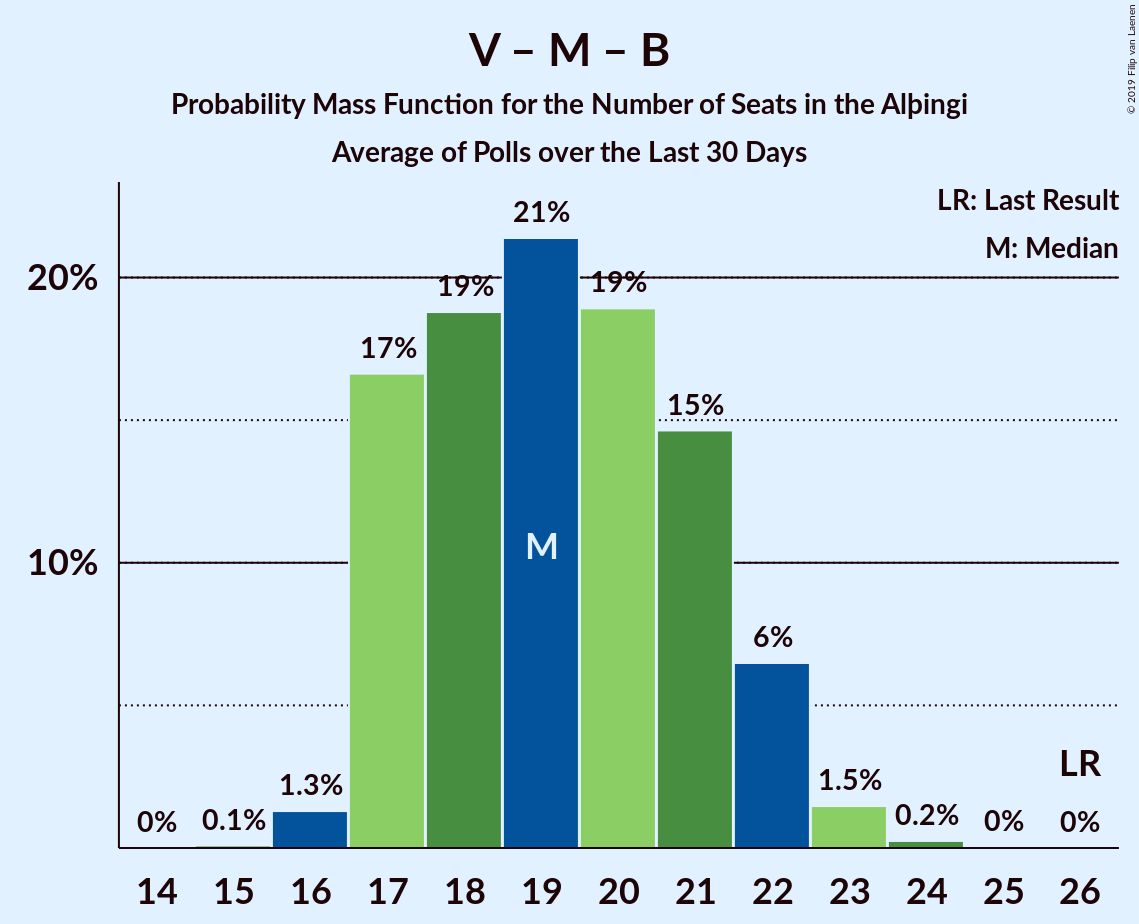 V – M – B
Probability Mass Function for the Number of Seats in the Alþingi
Average of Polls over the Last 30 Days
© 2019 Filip van Laenen
LR: Last Result
M: Median
20%
10%
0%
0.1%
1.3%
17%
19%
21%
19%
15%
6%
1.5%
0.2%
0%
0%
M
LR
14 15 16 17 18 19 20 21 22 23 24 25 26